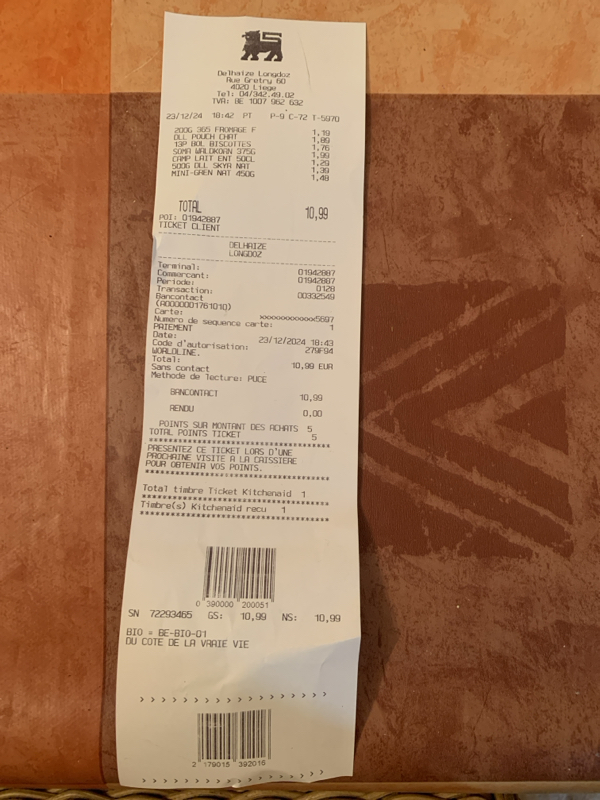 Delhaize Longdoz
Rue Gretry 60
4020 Liege
Tel: 04/342.49.02
TVA: BE 1007 962 632
23/12/24 18:42 PT P-9 C-72 T-5970
200G 365 FROMAGE F 1,19
DLL POUCH CHAT 1,89
13P BOL BISCOTTES 1,76
SOMA WALDKORN 375G 1,99
CAMP LAIT ENT 50CL 1,29
500G DLL SKYR NAT 1,39
MINI-GREN NAT 450G 1,48
TOTAL 10,99
POI: 01942887
TICKET CLIENT
DELHAIZE
LONGDOZ
Terminal: 01942887
Commercant: 01942887
Periode: 0128
Transaction: 00332549
Bancontact
(A0000001761010)
Carte: xxxxxxxxxxxx5697
Numero de sequence carte: 1
PAIEMENT
Date: 23/12/2024 18:43
Code d'autorisation: 279F94
WORLDLINE.
Total: 10,99 EUR
Sans contact
Methode de lecture: PUCE
BANCONTACT 10,99
RENDU 0,00
POINTS SUR MONTANT DES ACHATS 5
TOTAL POINTS TICKET 5
PRESENTEZ CE TICKET LORS D'UNE
PROCHAINE VISITE A LA CAISSIERE
POUR OBTENIR VOS POINTS.
Total timbre Ticket Kitchenaid 1
Timbre(s) Kitchenaid recu 1
0 390000 200051
SN 72293465 GS: 10,99 NS: 10,99
BIO = BE-BIO-01
DU COTE DE LA VRAIE VIE
2 179015 392016